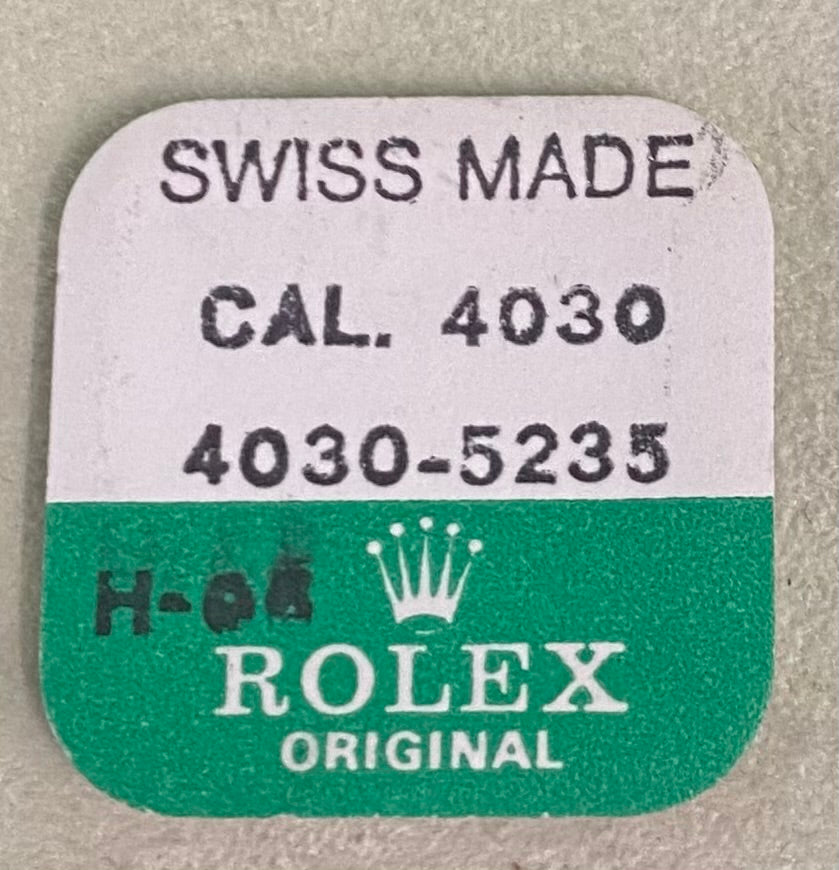 SWISS MADE
CAL. 4030
4030-5235
ROLEX
ORIGINAL